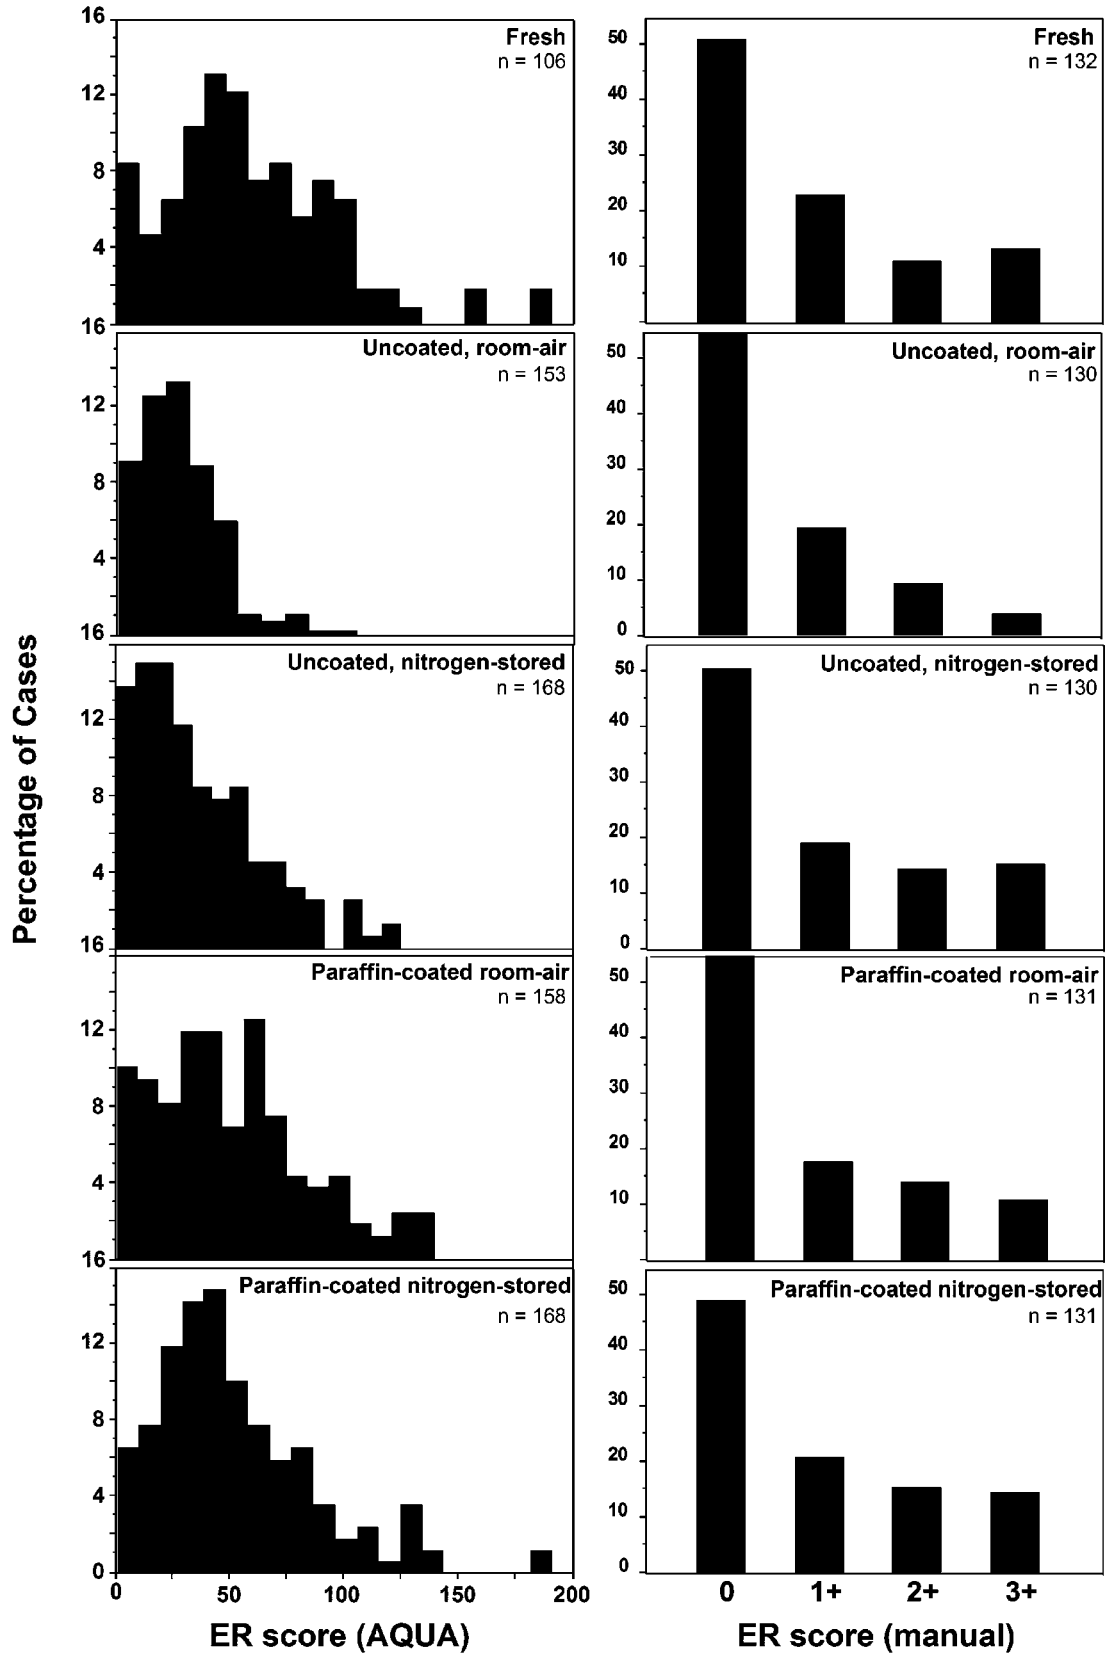 Percentage of Cases
16
12
8
4
Fresh
n = 106
50
40
30
20
10
Fresh
n = 132
16
12
8
4
Uncoated, room-air
n = 153
50
40
30
20
10
0
Uncoated, room-air
n = 130
16
12
8
4
Uncoated, nitrogen-stored
n = 168
50
40
30
20
10
0
Uncoated, nitrogen-stored
n = 130
16
12
8
4
Paraffin-coated room-air
n = 158
50
40
30
20
10
Paraffin-coated room-air
n = 131
16
12
8
4
0
Paraffin-coated nitrogen-stored
n = 168
0 50 100 150 200
ER score (AQUA)
50
40
30
20
10
0
Paraffin-coated nitrogen-stored
n = 131
0 1+ 2+ 3+
ER score (manual)